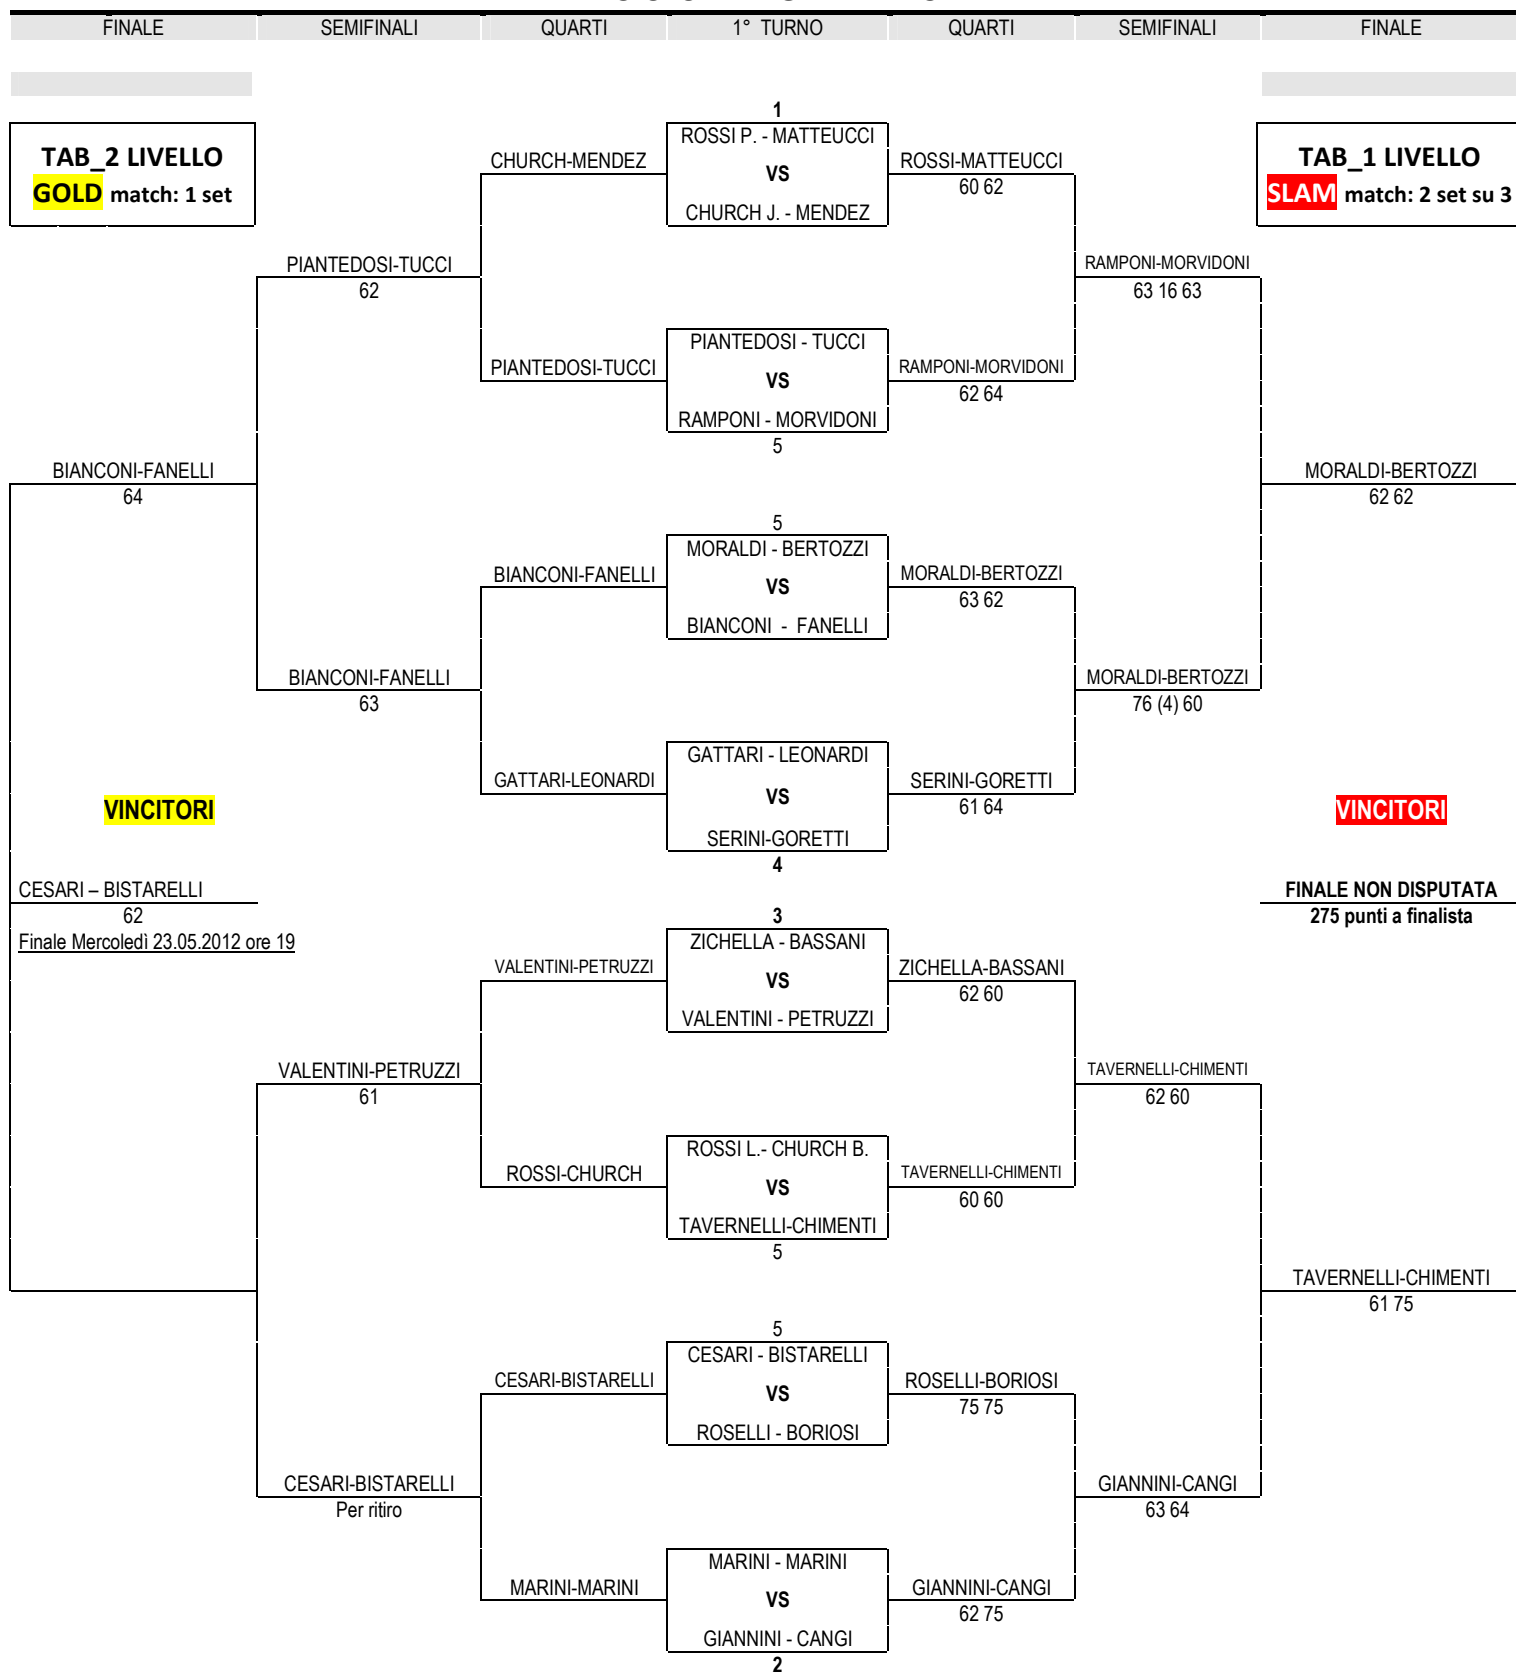 FINALE SEMIFINALI QUARTI 1° TURNO QUARTI SEMIFINALI FINALE
1
ROSSI P. - MATTEUCCI
TAB_2 LIVELLO CHURCH-MENDEZ VS ROSSI-MATTEUCCI TAB_1 LIVELLO
GOLD match: 1 set 60 62 SLAM match: 2 set su 3
CHURCH J. - MENDEZ
PIANTEDOSI-TUCCI RAMPONI-MORVIDONI
62 63 16 63
PIANTEDOSI - TUCCI
PIANTEDOSI-TUCCI VS RAMPONI-MORVIDONI
62 64
RAMPONI - MORVIDONI
5
BIANCONI-FANELLI MORALDI-BERTOZZI
64 62 62
5
MORALDI - BERTOZZI
BIANCONI-FANELLI VS MORALDI-BERTOZZI
63 62
BIANCONI - FANELLI
BIANCONI-FANELLI MORALDI-BERTOZZI
63 76 (4) 60
GATTARI - LEONARDI
GATTARI-LEONARDI VS SERINI-GORETTI
VINCITORI 61 64 VINCITORI
SERINI-GORETTI
4
CESARI – BISTARELLI FINALE NON DISPUTATA
62 3 275 punti a finalista
Finale Mercoledì 23.05.2012 ore 19 ZICHELLA - BASSANI
VALENTINI-PETRUZZI VS ZICHELLA-BASSANI
62 60
VALENTINI - PETRUZZI
VALENTINI-PETRUZZI TAVERNELLI-CHIMENTI
61 62 60
ROSSI L.- CHURCH B.
ROSSI-CHURCH VS TAVERNELLI-CHIMENTI
60 60
TAVERNELLI-CHIMENTI
5
TAVERNELLI-CHIMENTI
61 75
5
CESARI - BISTARELLI
CESARI-BISTARELLI VS ROSELLI-BORIOSI
75 75
ROSELLI - BORIOSI
CESARI-BISTARELLI GIANNINI-CANGI
Per ritiro 63 64
MARINI - MARINI
MARINI-MARINI VS GIANNINI-CANGI
62 75
GIANNINI - CANGI
2